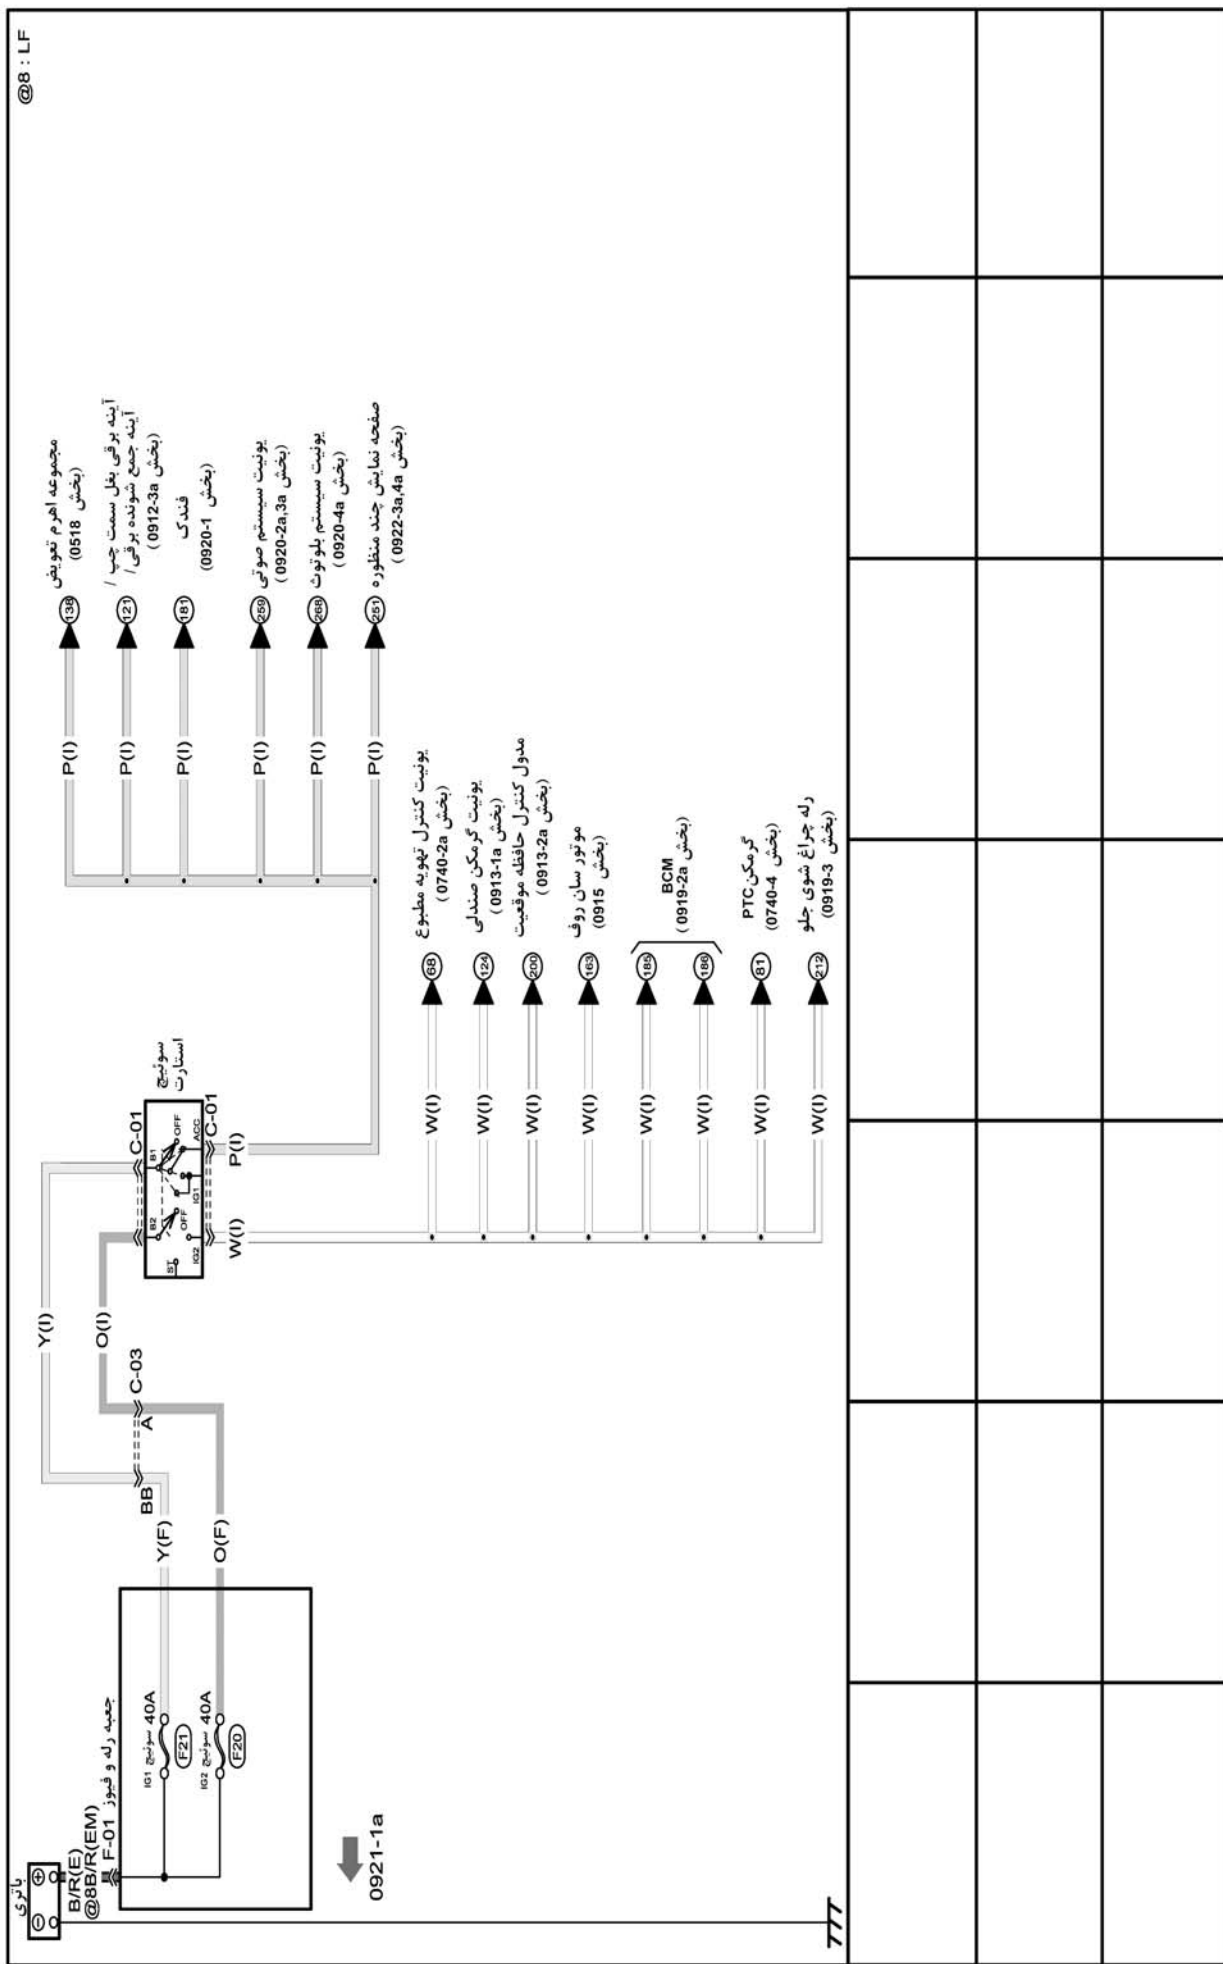 @8 : LF
باتری
B/R(E)
@8B/R(EM)
F-01
جعبه رله و فیوز
IG1 سوئیچ 40A
F21
IG2 سوئیچ 40A
F20
0921-1a
Y(F)
O(F)
BB
A
C-03
Y(I)
O(I)
C-01
سوئیچ
استارت
B2
B1
OFF
OFF
ST
IG2
IG1
ACC
C-01
W(I)
P(I)
P(I)
138
مجموعه اهرم تعویض
(بخش 0518)
P(I)
121
آینه برقی بغل سمت چپ /
آینه جمع شونده برقی/
(بخش 0912-3a)
P(I)
181
فندک
(بخش 0920-1)
P(I)
259
یونیت سیستم صوتی
(بخش 0920-2a,3a)
P(I)
268
یونیت سیستم بلوتوث
(بخش 0920-4a)
P(I)
251
صفحه نمایش چند منظوره
(بخش 0922-3a,4a)
W(I)
68
یونیت کنترل تهویه مطبوع
(بخش 0740-2a)
W(I)
124
یونیت گرمکن صندلی
(بخش 0913-1a)
W(I)
200
مدول کنترل حافظه موقعیت
(بخش 0913-2a)
W(I)
163
موتور سان روف
(بخش 0915)
W(I)
185
W(I)
186
BCM
(بخش 0919-2a)
W(I)
81
گرمکن PTC
(بخش 0740-4)
W(I)
212
رله چراغ شوی جلو
(بخش 0919-3)